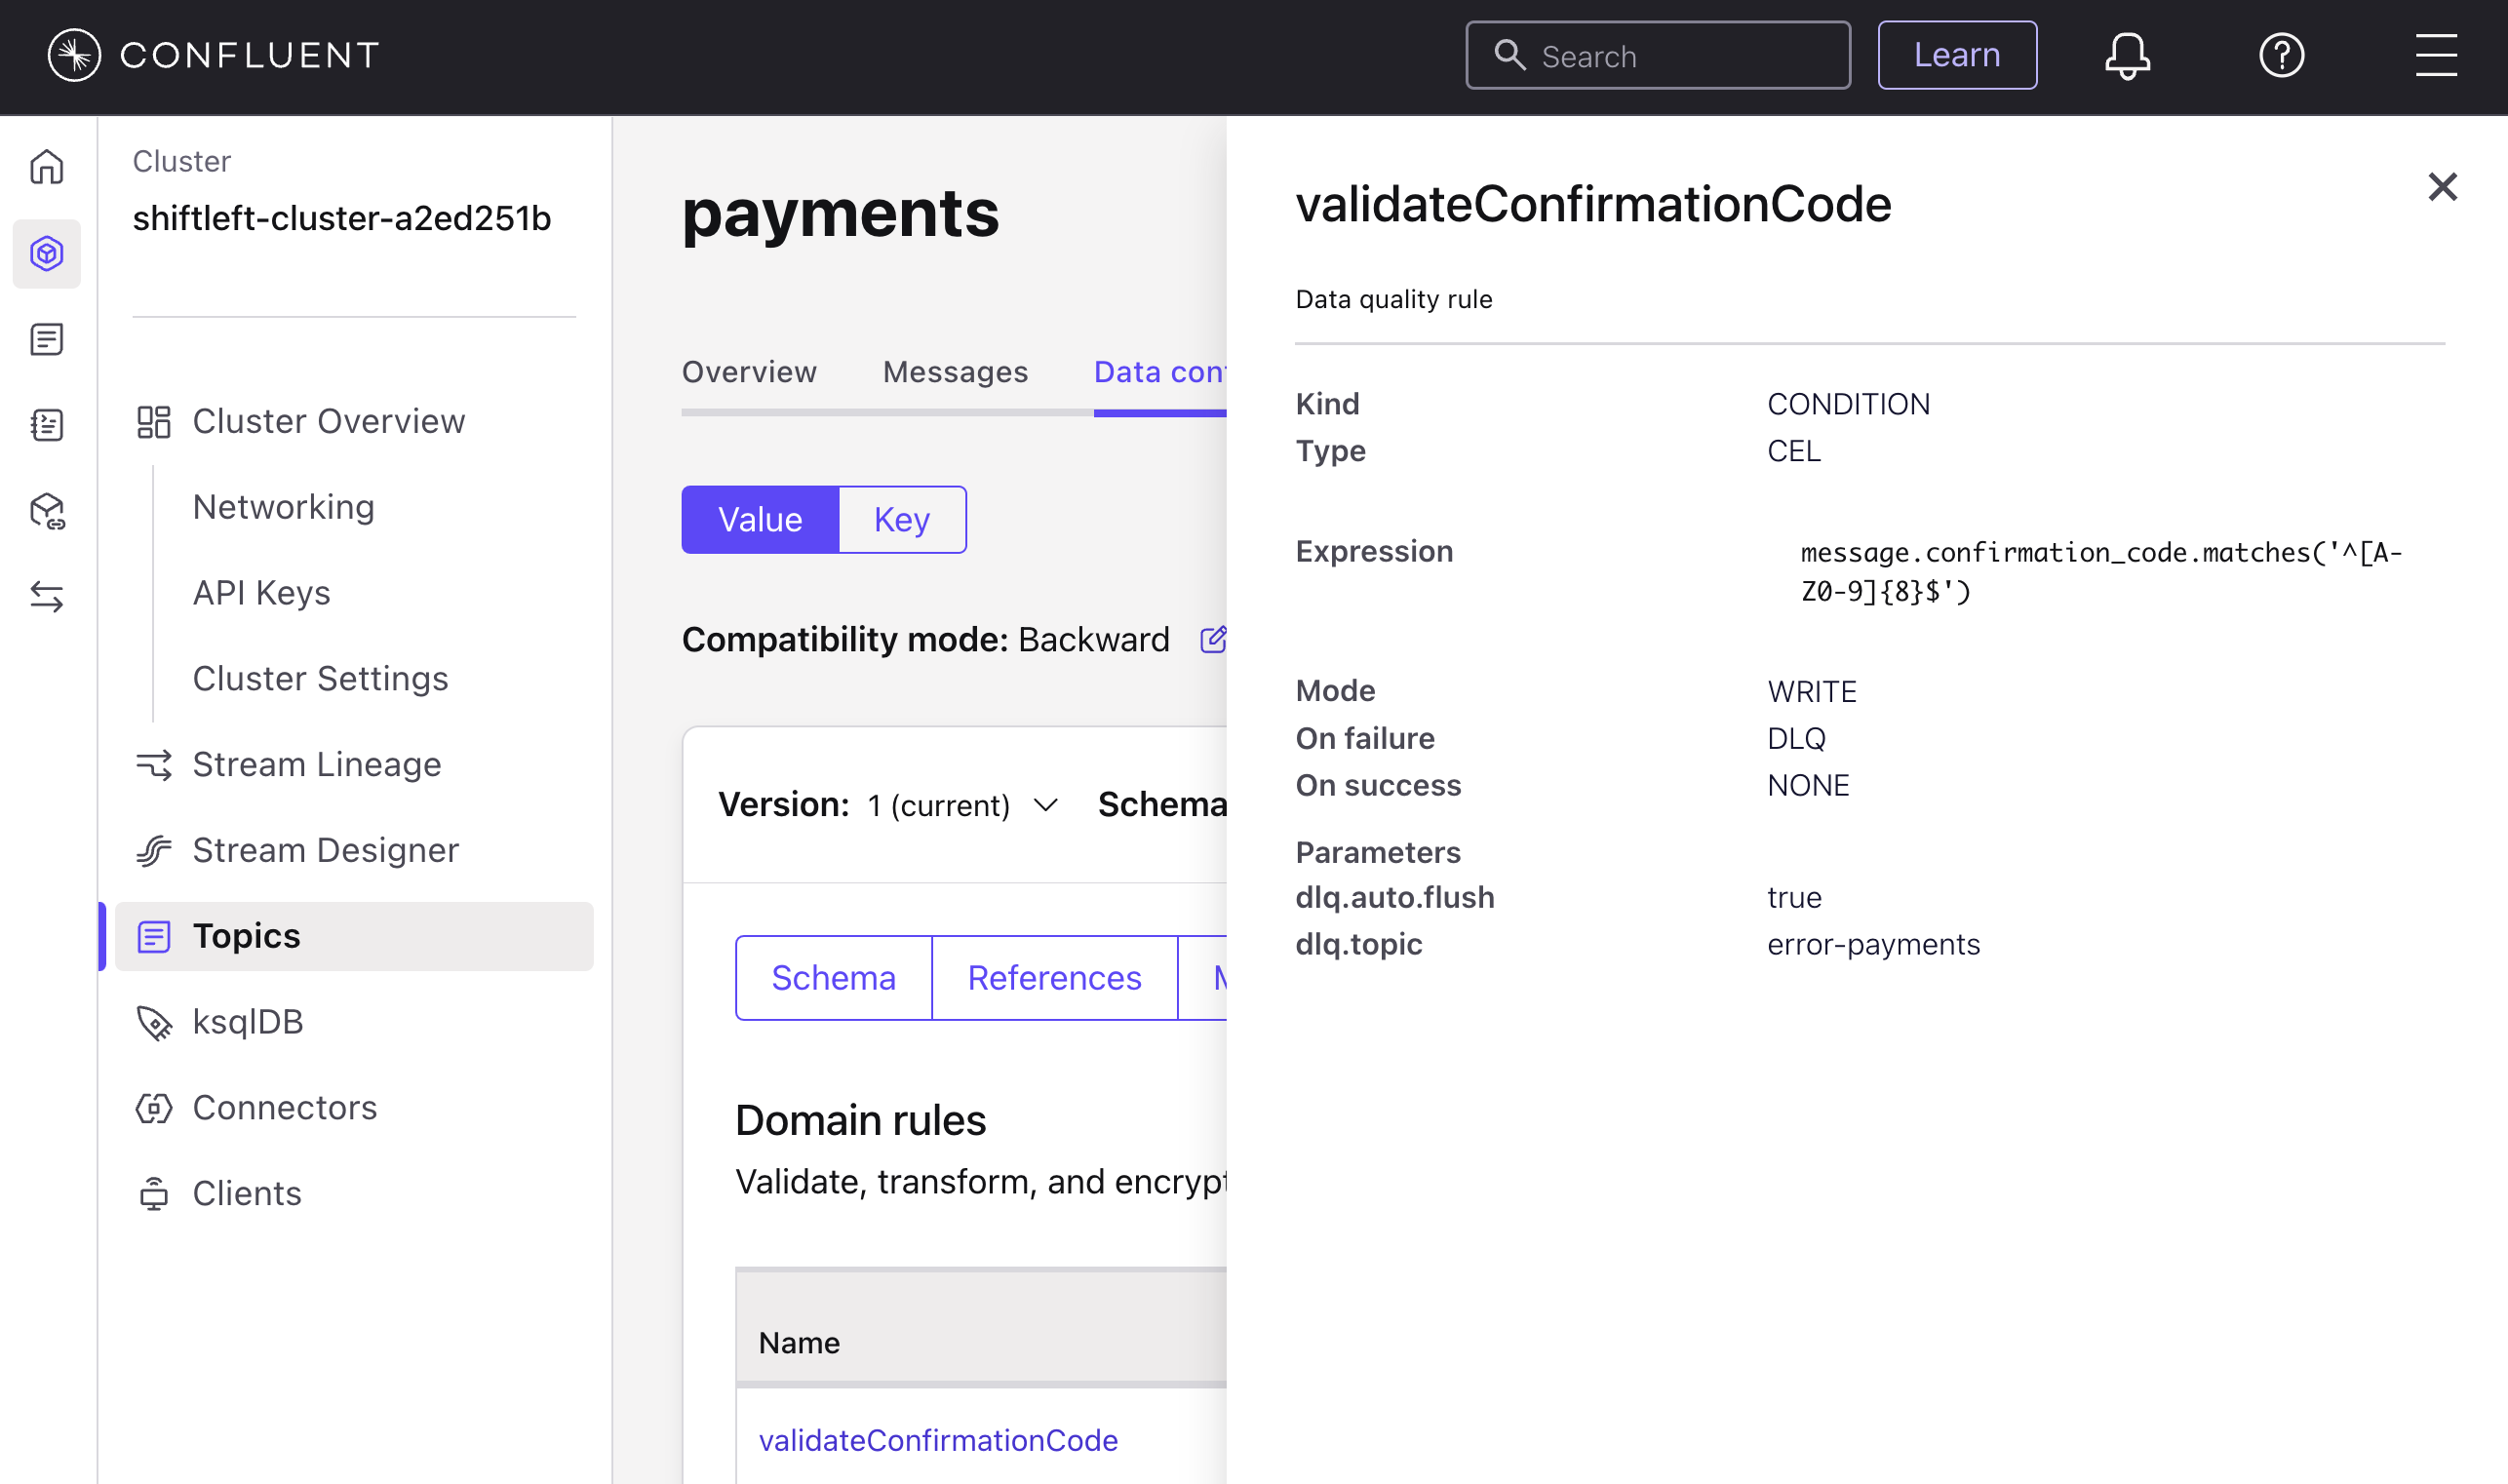 CONFLUENT
Search
Learn
Cluster
shiftleft-cluster-a2ed251b
Cluster Overview
Networking
API Keys
Cluster Settings
Stream Lineage
Stream Designer
Topics
ksqlDB
Connectors
Clients
payments
Overview
Messages
Data con
Value
Key
Compatibility mode: Backward
Version: 1 (current)
Schema
Schema
References
Domain rules
Validate, transform, and encrypt
Name
validateConfirmationCode
validateConfirmationCode
Data quality rule
Kind CONDITION
Type CEL
Expression message.confirmation_code.matches('^[A-
Z0-9]{8}$')
Mode WRITE
On failure DLQ
On success NONE
Parameters
dlq.auto.flush true
dlq.topic error-payments